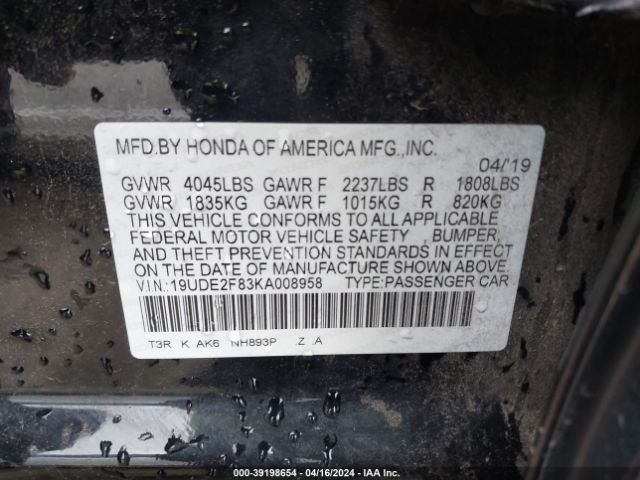 MFD.BY HONDA OF AMERICA MFG.,INC.
04/'19
GVWR 4045LBS GAWR F 2237LBS R 1808LBS
GVWR 1835KG GAWR F 1015KG R 820KG
THIS VEHICLE CONFORMS TO ALL APPLICABLE
FEDERAL MOTOR VEHICLE SAFETY , BUMPER,
AND THEFT PREVENTION STANDARDS IN EFFECT
ON THE DATE OF MANUFACTURE SHOWN ABOVE.
V.I.N.:19UDE2F83KA008958 TYPE:PASSENGER CAR
T3R K AK6 NH893P .Z .A
###-39198654 - 04/16/2024 - IAA Inc.